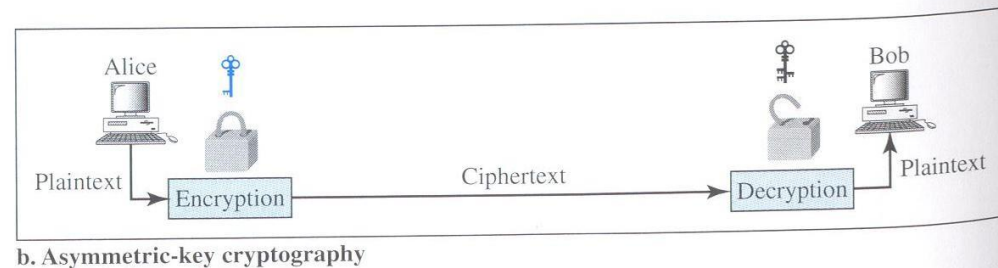 Alice
Bob
Plaintext
Encryption
Ciphertext
Decryption
Plaintext
b. Asymmetric-key cryptography